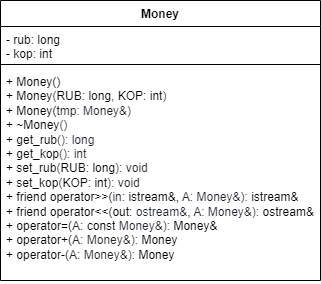 Money
- rub: long
- kop: int
+ Money()
+ Money(RUB: long, KOP: int)
+ Money(tmp: Money&)
+ ~Money()
+ get_rub(): long
+ get_kop(): int
+ set_rub(RUB: long): void
+ set_kop(KOP: int): void
+ friend operator>>(in: istream&, A: Money&): istream&
+ friend operator<<(out: ostream&, A: Money&): ostream&
+ operator=(A: const Money&): Money&
+ operator+(A: Money&): Money
+ operator-(A: Money&): Money